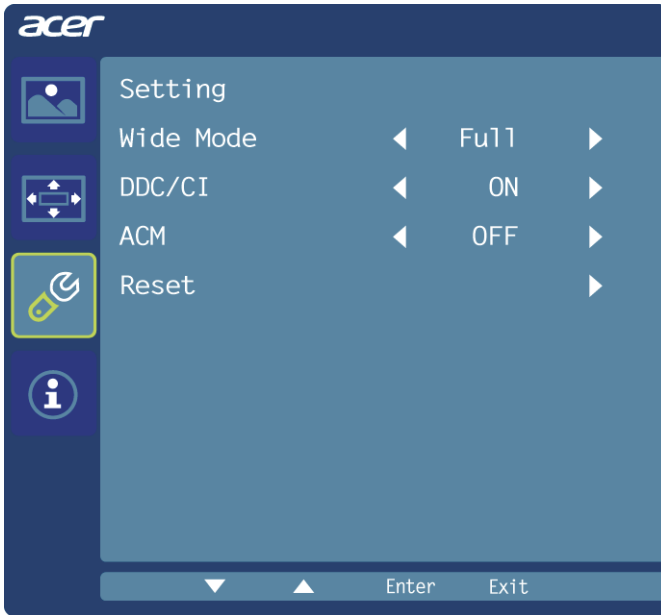 acer
Setting
Wide Mode Full
DDC/CI ON
ACM OFF
Reset
Enter Exit